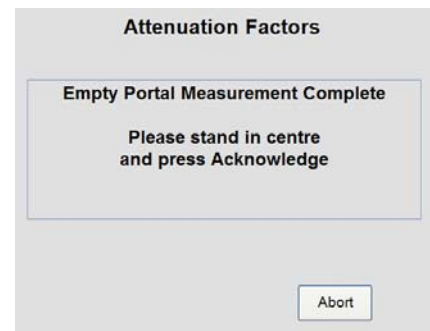 Attenuation Factors
Empty Portal Measurement Complete
Please stand in centre
and press Acknowledge
Abort